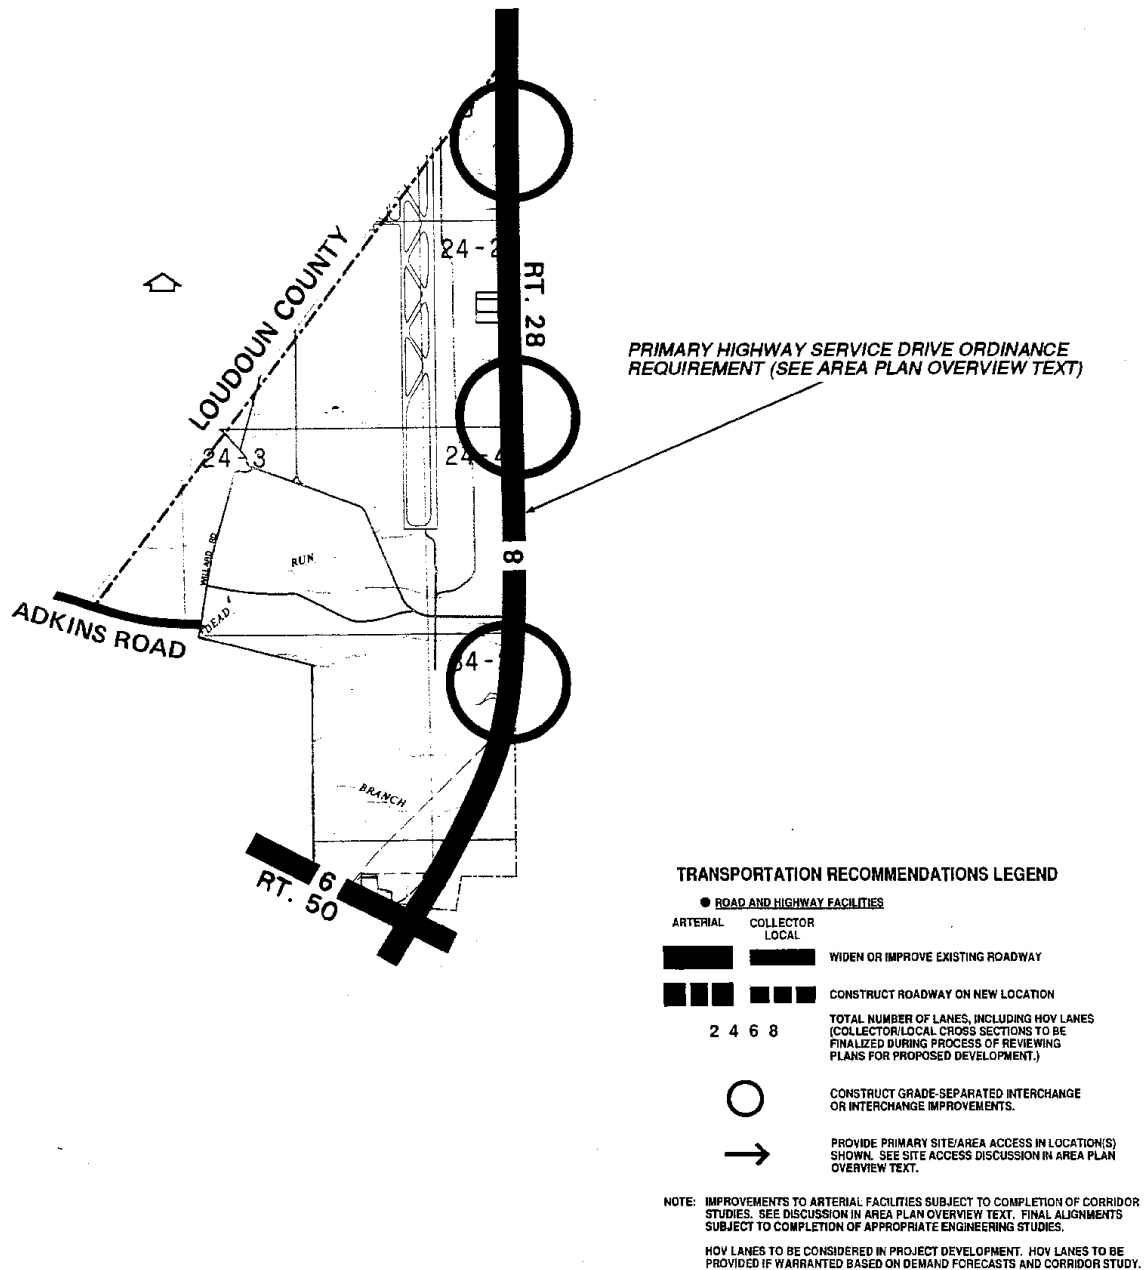 LOUDOUN COUNTY
24-2
RT. 28
PRIMARY HIGHWAY SERVICE DRIVE ORDINANCE
REQUIREMENT (SEE AREA PLAN OVERVIEW TEXT)
24-3
24-4
8
RUN
WILLARD RD
DEAD
ADKINS ROAD
34-
BRANCH
6
RT. 50
TRANSPORTATION RECOMMENDATIONS LEGEND
● ROAD AND HIGHWAY FACILITIES
ARTERIAL
COLLECTOR
LOCAL
WIDEN OR IMPROVE EXISTING ROADWAY
CONSTRUCT ROADWAY ON NEW LOCATION
2 4 6 8
TOTAL NUMBER OF LANES, INCLUDING HOV LANES
(COLLECTOR/LOCAL CROSS SECTIONS TO BE
FINALIZED DURING PROCESS OF REVIEWING
PLANS FOR PROPOSED DEVELOPMENT.)
CONSTRUCT GRADE-SEPARATED INTERCHANGE
OR INTERCHANGE IMPROVEMENTS.
PROVIDE PRIMARY SITE/AREA ACCESS IN LOCATION(S)
SHOWN. SEE SITE ACCESS DISCUSSION IN AREA PLAN
OVERVIEW TEXT.
NOTE: IMPROVEMENTS TO ARTERIAL FACILITIES SUBJECT TO COMPLETION OF CORRIDOR
STUDIES. SEE DISCUSSION IN AREA PLAN OVERVIEW TEXT. FINAL ALIGNMENTS
SUBJECT TO COMPLETION OF APPROPRIATE ENGINEERING STUDIES.
HOV LANES TO BE CONSIDERED IN PROJECT DEVELOPMENT. HOV LANES TO BE
PROVIDED IF WARRANTED BASED ON DEMAND FORECASTS AND CORRIDOR STUDY.